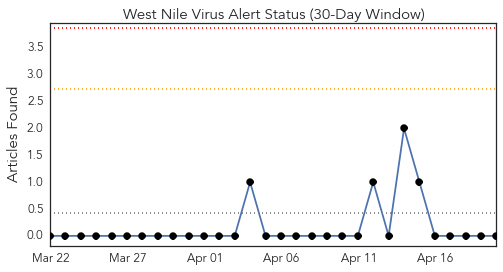 West Nile Virus Alert Status (30-Day Window)
Articles Found
3.5
3.0
2.5
2.0
1.5
1.0
0.5
0.0
Mar 22 Mar 27 Apr 01 Apr 06 Apr 11 Apr 16